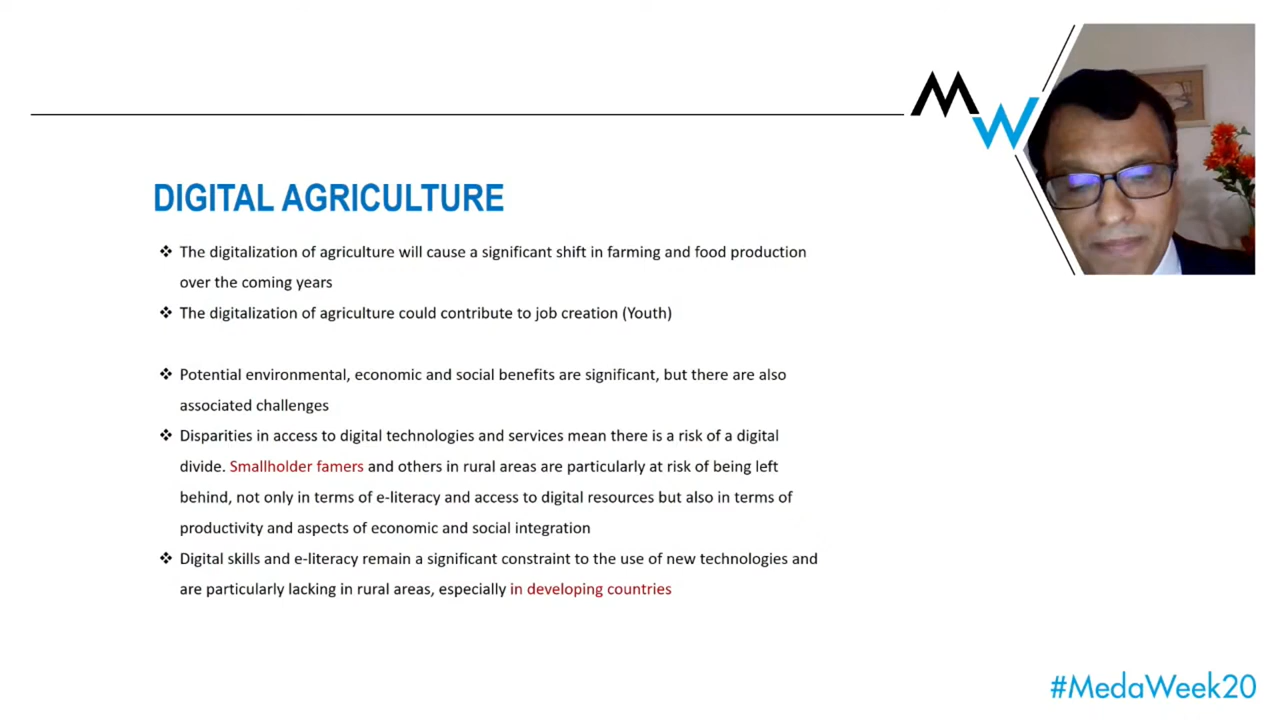 MW
DIGITAL AGRICULTURE
❖ The digitalization of agriculture will cause a significant shift in farming and food production
over the coming years
❖ The digitalization of agriculture could contribute to job creation (Youth)
❖ Potential environmental, economic and social benefits are significant, but there are also
associated challenges
❖ Disparities in access to digital technologies and services mean there is a risk of a digital
divide. Smallholder famers and others in rural areas are particularly at risk of being left
behind, not only in terms of e-literacy and access to digital resources but also in terms of
productivity and aspects of economic and social integration
❖ Digital skills and e-literacy remain a significant constraint to the use of new technologies and
are particularly lacking in rural areas, especially in developing countries
#MedaWeek20